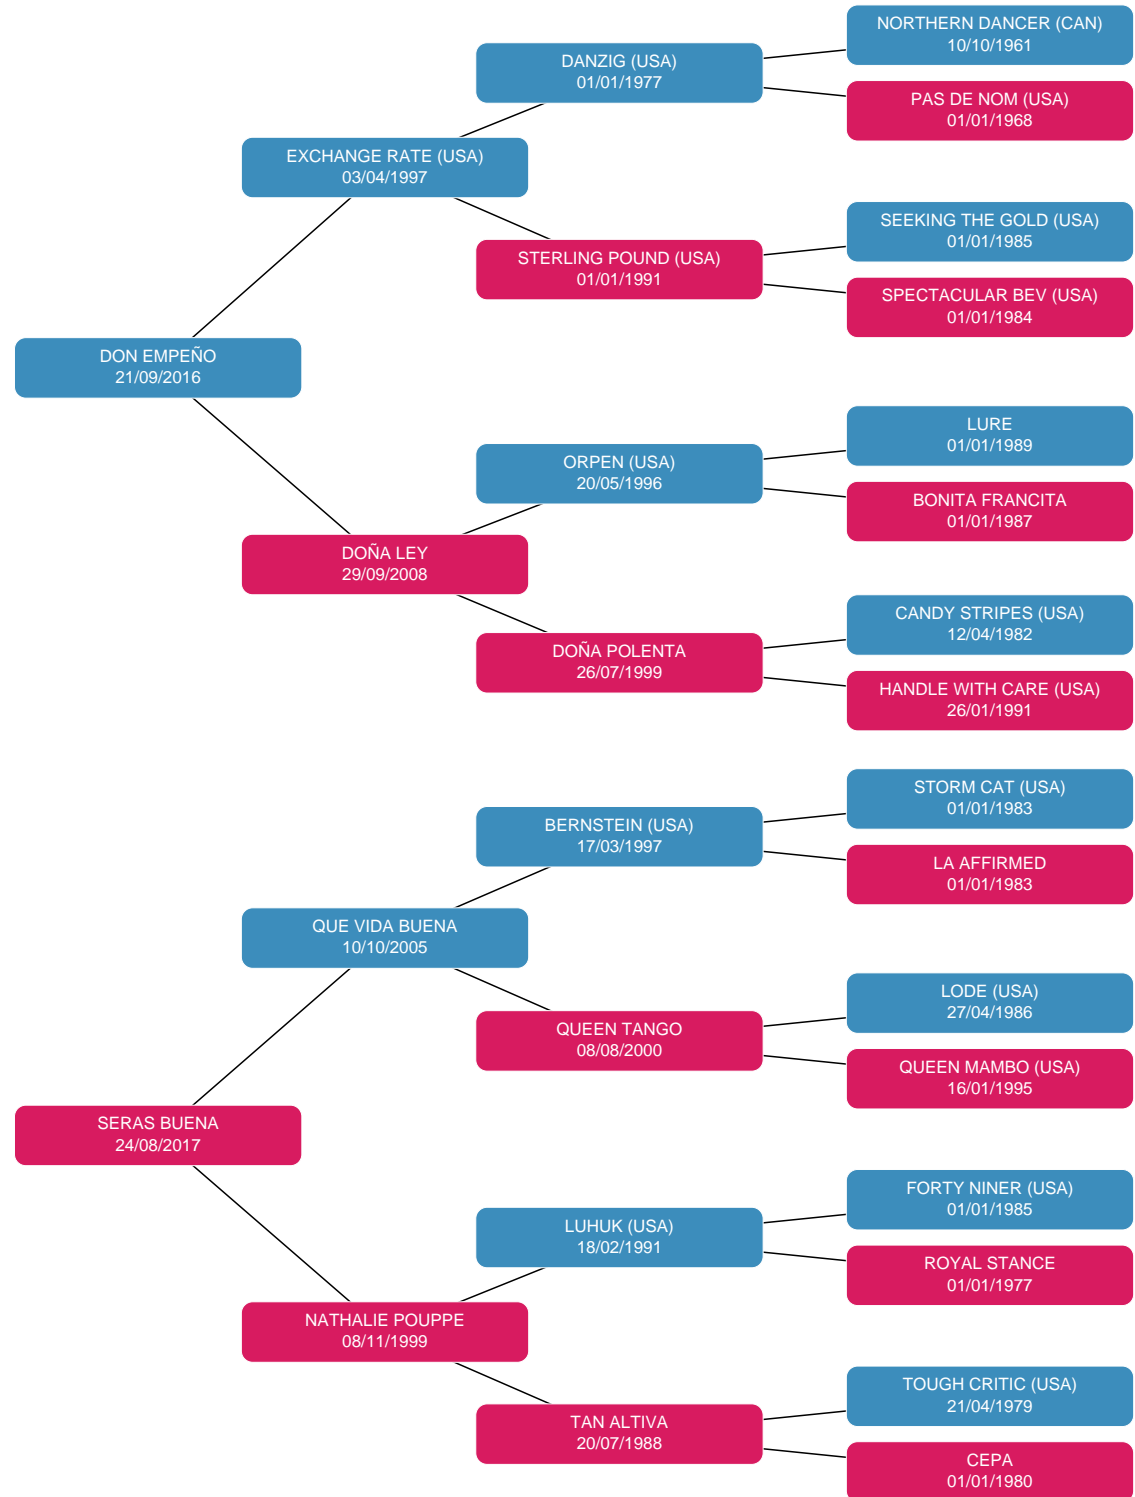 NORTHERN DANCER (CAN)
10/10/1961
DANZIG (USA)
01/01/1977
PAS DE NOM (USA)
01/01/1968
EXCHANGE RATE (USA)
03/04/1997
SEEKING THE GOLD (USA)
01/01/1985
STERLING POUND (USA)
01/01/1991
SPECTACULAR BEV (USA)
01/01/1984
DON EMPEÑO
21/09/2016
LURE
01/01/1989
ORPEN (USA)
20/05/1996
BONITA FRANCITA
01/01/1987
DOÑA LEY
29/09/2008
CANDY STRIPES (USA)
12/04/1982
DOÑA POLENTA
26/07/1999
HANDLE WITH CARE (USA)
26/01/1991
STORM CAT (USA)
01/01/1983
BERNSTEIN (USA)
17/03/1997
LA AFFIRMED
01/01/1983
QUE VIDA BUENA
10/10/2005
LODE (USA)
27/04/1986
QUEEN TANGO
08/08/2000
QUEEN MAMBO (USA)
16/01/1995
SERAS BUENA
24/08/2017
FORTY NINER (USA)
01/01/1985
LUHUK (USA)
18/02/1991
ROYAL STANCE
01/01/1977
NATHALIE POUPPE
08/11/1999
TOUGH CRITIC (USA)
21/04/1979
TAN ALTIVA
20/07/1988
CEPA
01/01/1980